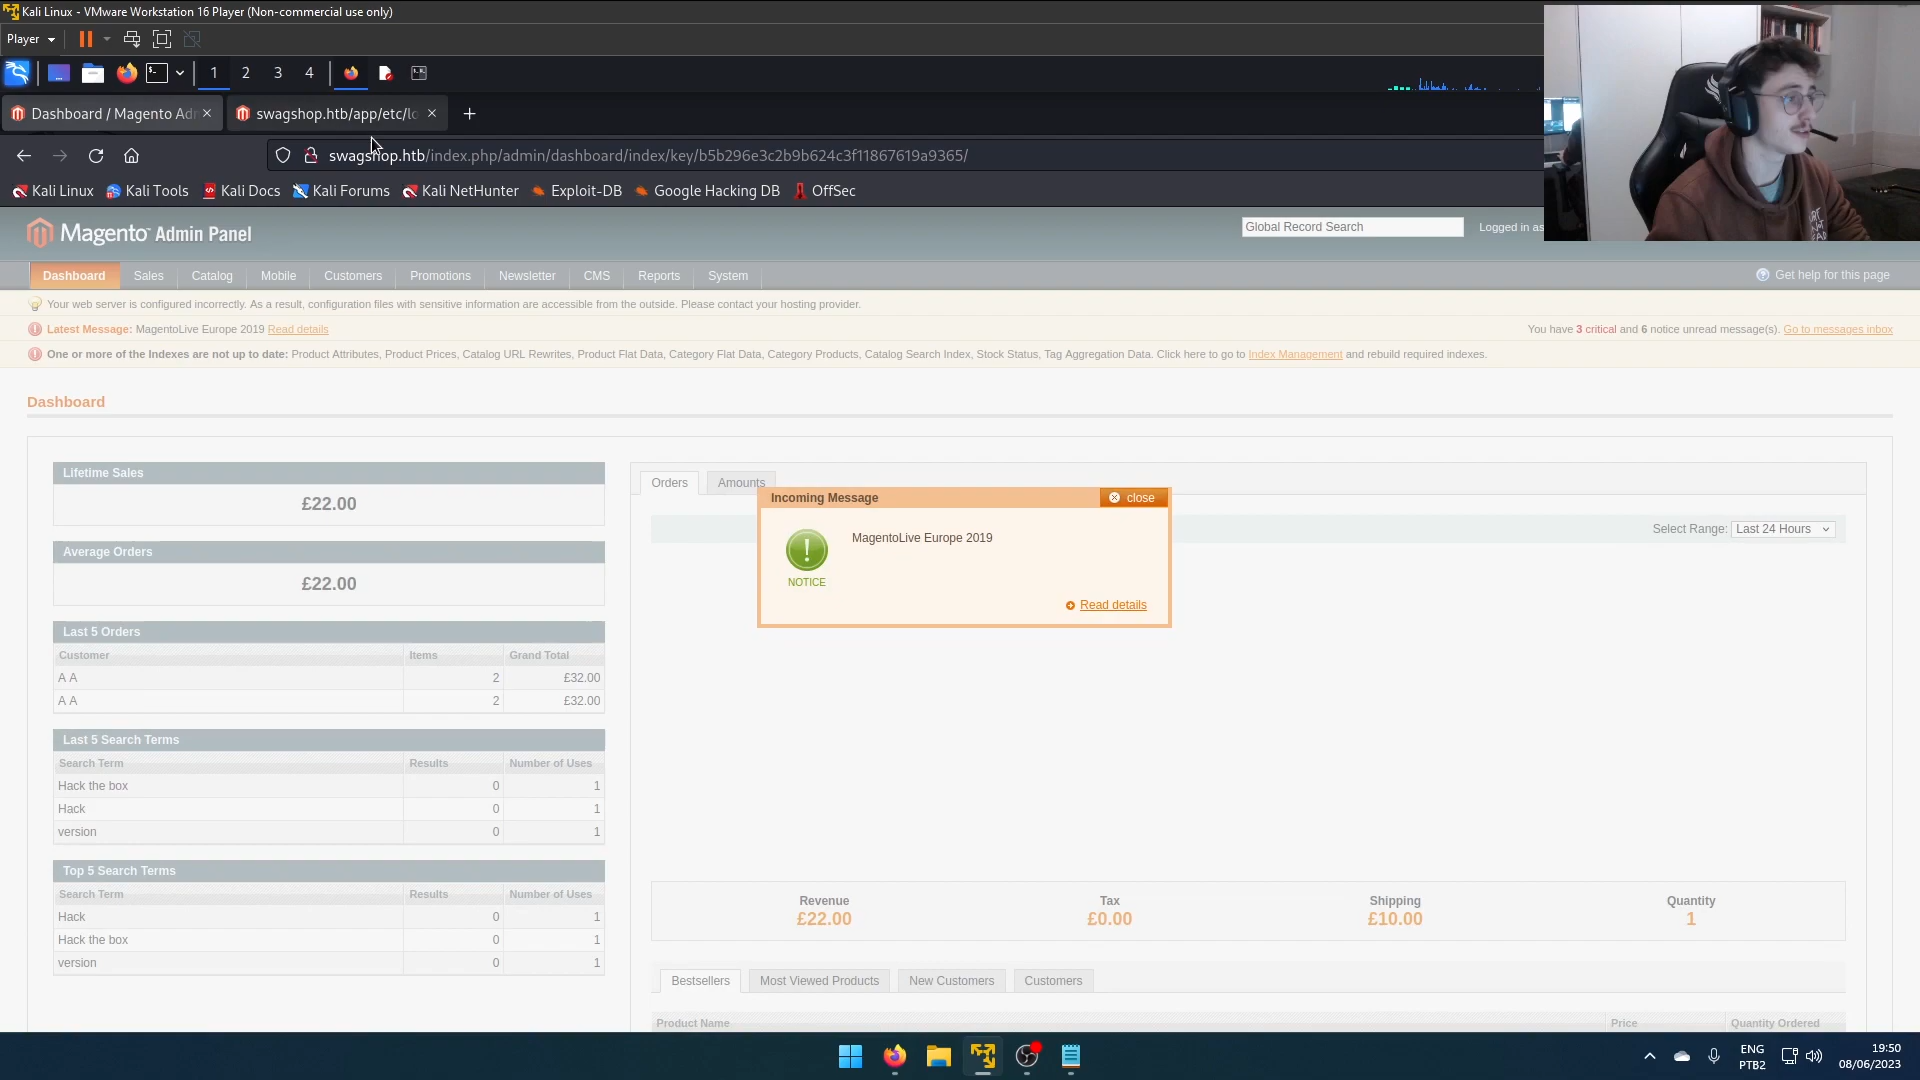 Kali Linux - VMware Workstation 16 Player (Non-commercial use only)
Player
1 2 3 4
Dashboard / Magento Ad
swagshop.htb/app/etc/lo
swagshop.htb/index.php/admin/dashboard/index/key/b5b296e3c2b9b624c3f11867619a9365/
Kali Linux Kali Tools Kali Docs Kali Forums Kali NetHunter Exploit-DB Google Hacking DB OffSec
Magento Admin Panel
Global Record Search
Logged in as
Dashboard Sales Catalog Mobile Customers Promotions Newsletter CMS Reports System
Get help for this page
Your web server is configured incorrectly. As a result, configuration files with sensitive information are accessible from the outside. Please contact your hosting provider.
Latest Message: MagentoLive Europe 2019 Read details
You have 3 critical and 6 notice unread message(s). Go to messages inbox
One or more of the Indexes are not up to date: Product Attributes, Product Prices, Catalog URL Rewrites, Product Flat Data, Category Flat Data, Category Products, Catalog Search Index, Stock Status, Tag Aggregation Data. Click here to go to Index Management and rebuild required indexes.
Dashboard
Lifetime Sales
£22.00
Average Orders
£22.00
Last 5 Orders
Customer Items Grand Total
A A 2 £32.00
A A 2 £32.00
Last 5 Search Terms
Search Term Results Number of Uses
Hack the box 0 1
Hack 0 1
version 0 1
Top 5 Search Terms
Search Term Results Number of Uses
Hack 0 1
Hack the box 0 1
version 0 1
Orders Amounts
Select Range: Last 24 Hours
Incoming Message
close
MagentoLive Europe 2019
NOTICE
Read details
Revenue Tax Shipping Quantity
£22.00 £0.00 £10.00 1
Bestsellers Most Viewed Products New Customers Customers
Product Name Price Quantity Ordered
ENG
PTB2
19:50
08/06/2023